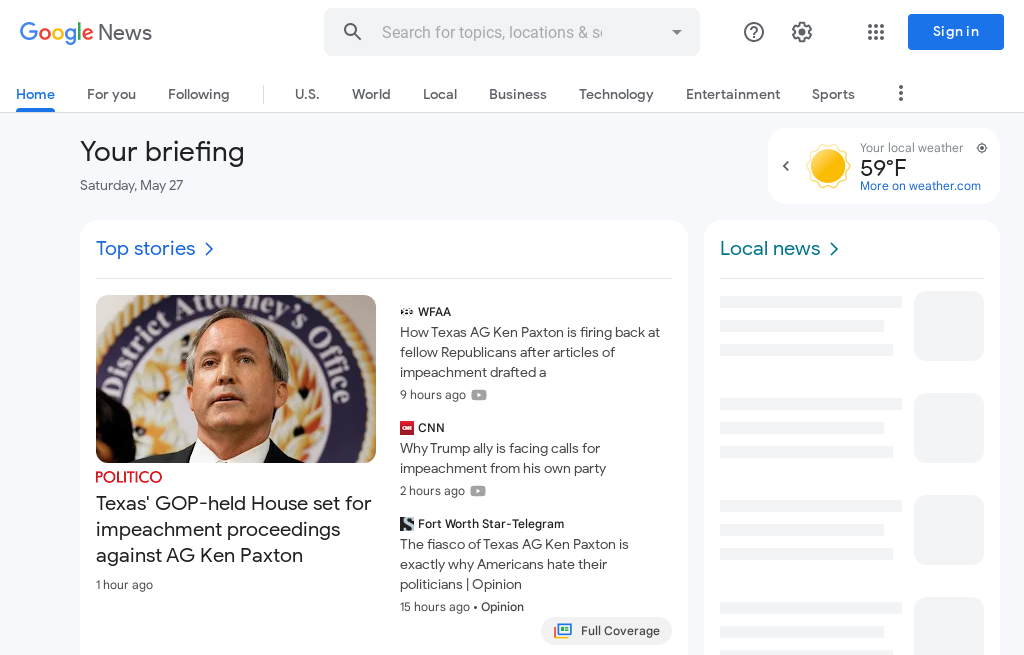 Google News
Search for topics, locations & s
Sign in
Home
For you
Following
U.S.
World
Local
Business
Technology
Entertainment
Sports
Your briefing
Saturday, May 27
Your local weather
59°F
More on weather.com
Top stories
District Attorney's Office
POLITICO
Texas' GOP-held House set for
impeachment proceedings
against AG Ken Paxton
1 hour ago
WFAA
How Texas AG Ken Paxton is firing back at
fellow Republicans after articles of
impeachment drafted a
9 hours ago
CNN
CNN
Why Trump ally is facing calls for
impeachment from his own party
2 hours ago
Fort Worth Star-Telegram
The fiasco of Texas AG Ken Paxton is
exactly why Americans hate their
politicians | Opinion
15 hours ago • Opinion
Full Coverage
Local news